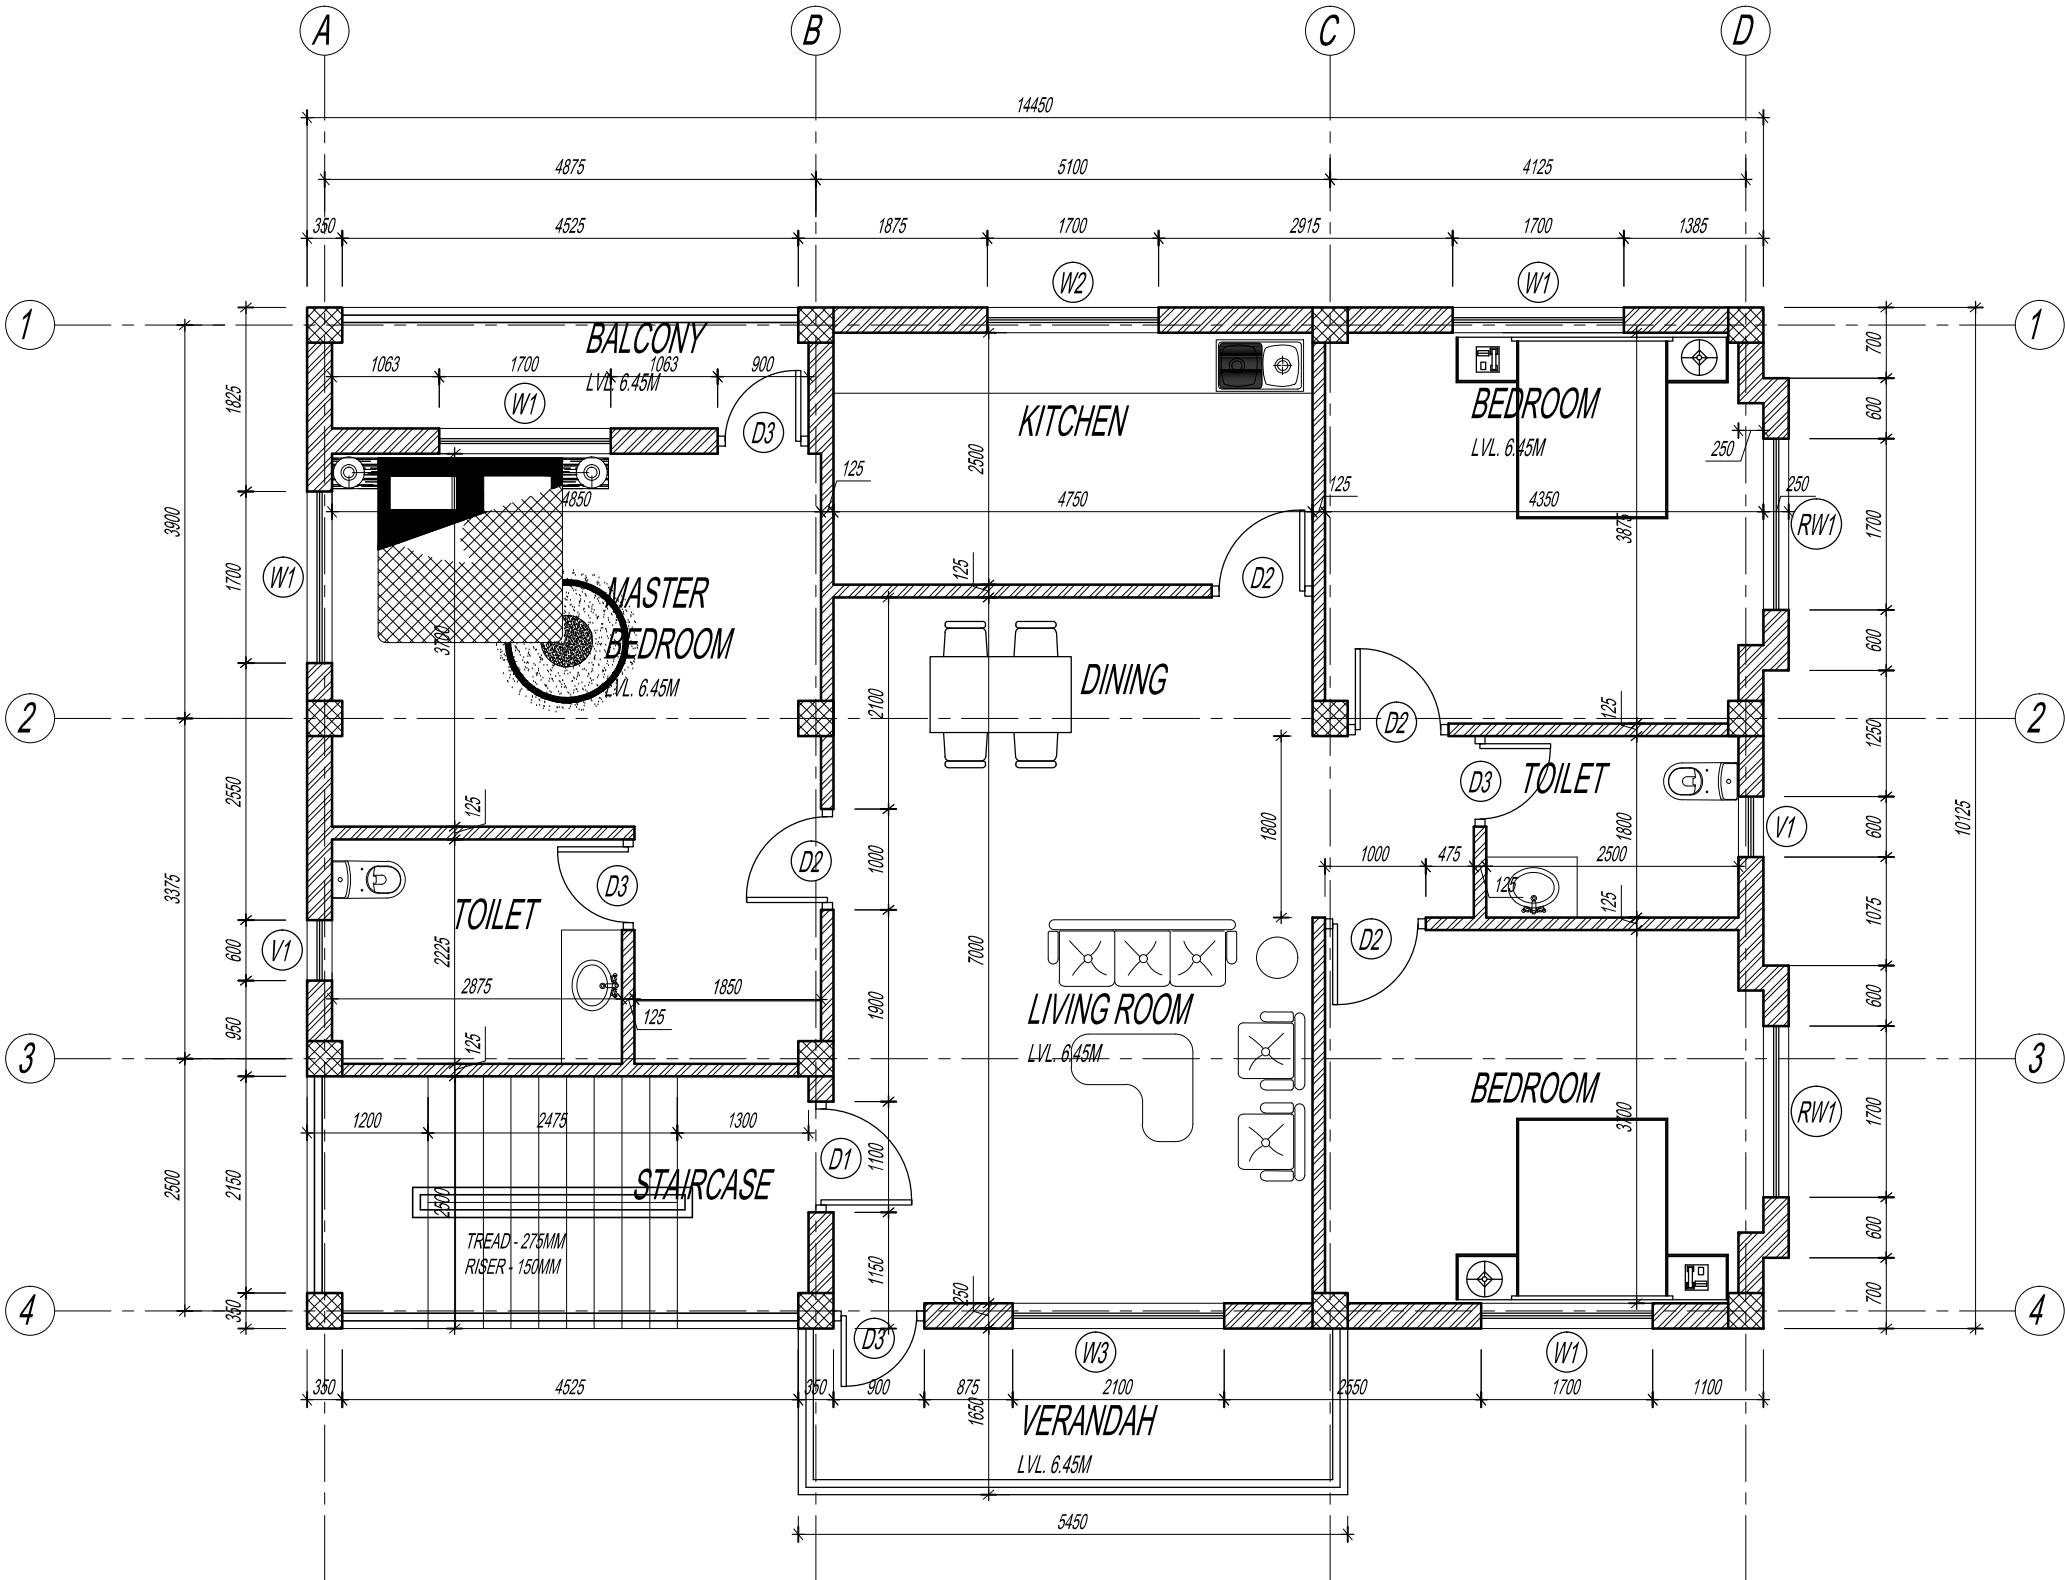 A B C D
14450
4875 5100 4125
350 4525 1875 1700 2915 1700 1385
W2 W1
1 1
BALCONY
LVL. 6.45M
1063 1700 1063 900
W1 D3
KITCHEN
BEDROOM
LVL. 6.45M
700
600
1825
250
125 125 250
4850 4750 4350
2500 3875
RW1
3900
1700
1700
W1
125
D2
MASTER
BEDROOM
LVL. 6.45M
3700
DINING
2100
600
2 2
D2
125
1250
D3
TOILET
2550
125
1800
1800
600
V1
10125
D2
1000
1000 475 2500
125
125
3375
D3
TOILET
D2
1075
V1
600
2225
7000
2875 1850
125
1900
600
950
LIVING ROOM
LVL. 6.45M
125
3 3
BEDROOM
1200 2475 1300
3700
RW1
1700
D1
1100
2500
2150
STAIRCASE
2500
TREAD - 275MM
RISER - 150MM
1150
600
250
700
350
4 4
D3
W3 W1
350 4525 350 900 875 2100 2550 1700 1100
1650
VERANDAH
LVL. 6.45M
5450